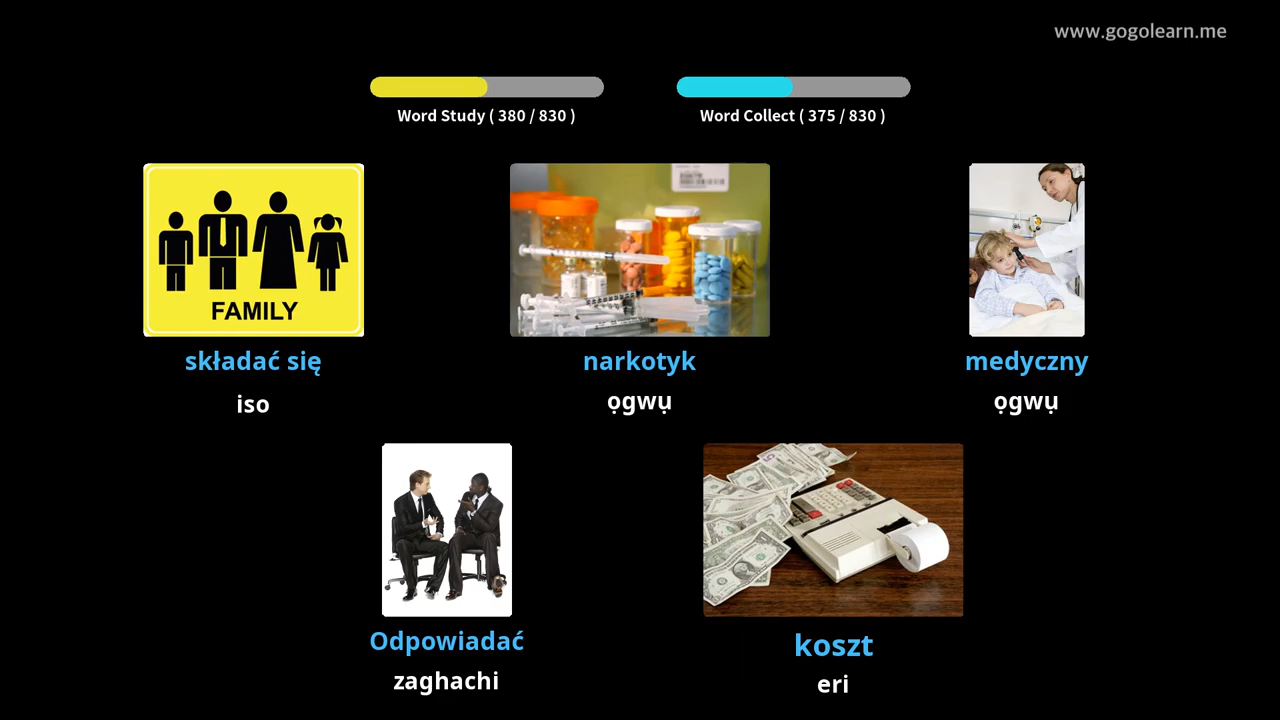 www.gogolearn.me
Word Study ( 380 / 830 )
Word Collect ( 375 / 830 )
FAMILY
składać się
iso
narkotyk
ọgwụ
medyczny
ọgwụ
Odpowiadać
zaghachi
koszt
eri